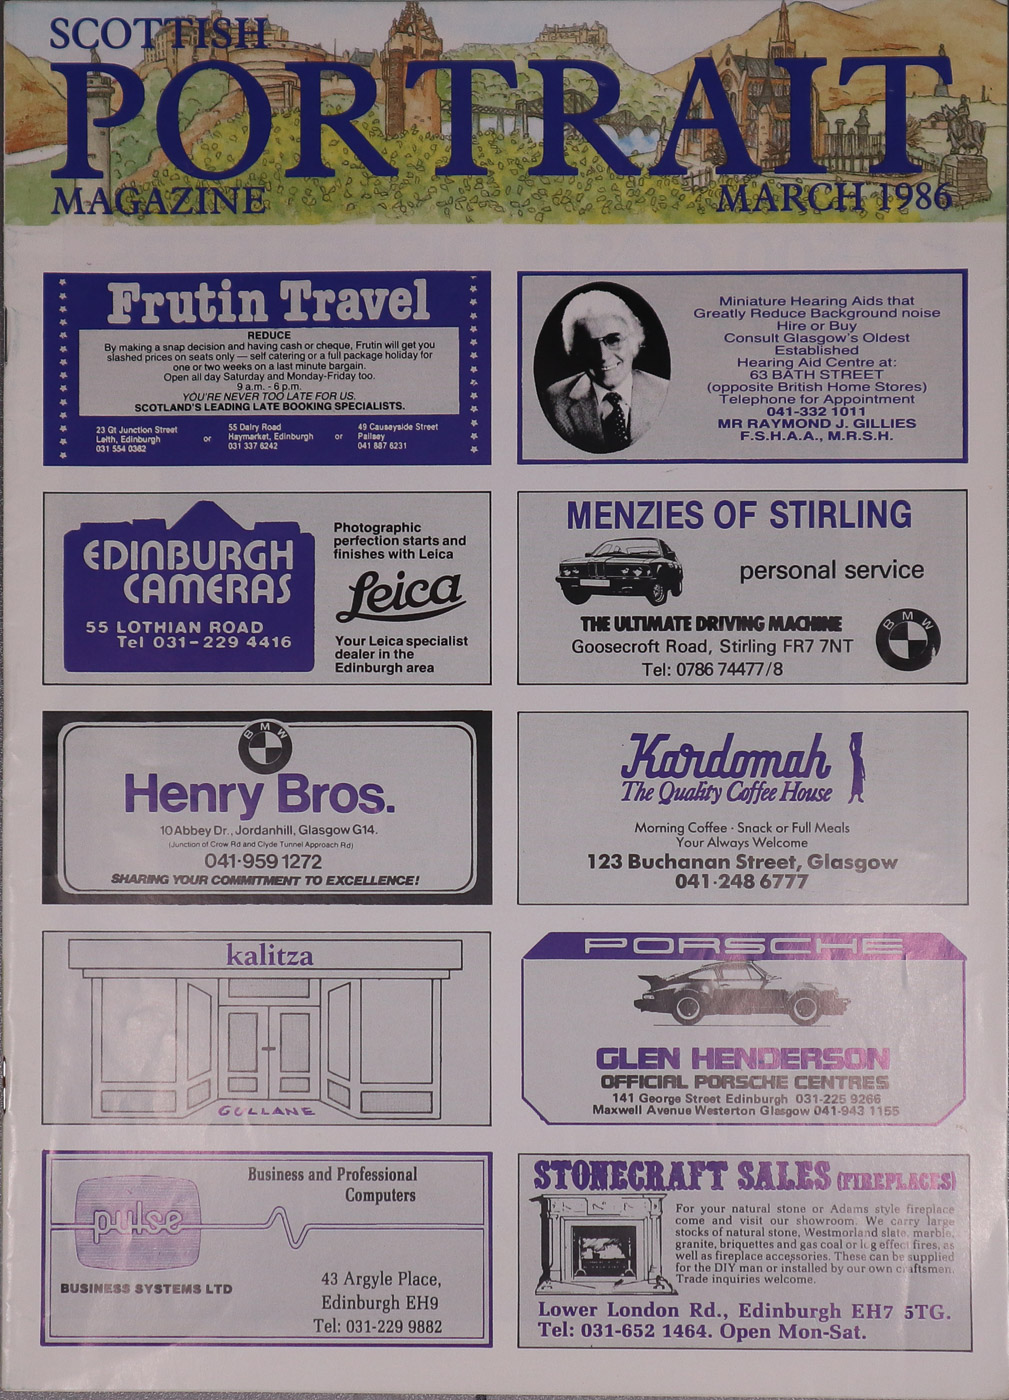 SCOTTISH
PORTRAIT
MAGAZINE
MARCH 1986
Frutin Travel
REDUCE
By making a snap decision and having cash or cheque, Frutin will get you
slashed prices on seats only — self catering or a full package holiday for
one or two weeks on a last minute bargain.
Open all day Saturday and Monday-Friday too.
9 a.m. - 6 p.m.
YOU'RE NEVER TOO LATE FOR US.
SCOTLAND'S LEADING LATE BOOKING SPECIALISTS.
23 Gt Junction Street
Leith, Edinburgh
031 554 0362
or
55 Dalry Road
Haymarket, Edinburgh
031 337 6242
or
49 Causeyside Street
Paisley
041 887 6231
Miniature Hearing Aids that
Greatly Reduce Background noise
Hire or Buy
Consult Glasgow's Oldest
Established
Hearing Aid Centre at:
63 BATH STREET
(opposite British Home Stores)
Telephone for Appointment
041-332 1011
MR RAYMOND J. GILLIES
F.S.H.A.A., M.R.S.H.
EDINBURGH
CAMERAS
55 LOTHIAN ROAD
Tel 031-229 4416
Photographic
perfection starts and
finishes with Leica
Leica
Your Leica specialist
dealer in the
Edinburgh area
MENZIES OF STIRLING
personal service
THE ULTIMATE DRIVING MACHINE
Goosecroft Road, Stirling FR7 7NT
Tel: 0786 74477/8
BMW
BMW
Henry Bros.
10 Abbey Dr., Jordanhill, Glasgow G14.
(Junction of Crow Rd and Clyde Tunnel Approach Rd)
041·959 1272
SHARING YOUR COMMITMENT TO EXCELLENCE!
Kardomah
The Quality Coffee House
Morning Coffee · Snack or Full Meals
Your Always Welcome
123 Buchanan Street, Glasgow
041·248 6777
kalitza
GULLANE
PORSCHE
GLEN HENDERSON
OFFICIAL PORSCHE CENTRES
141 George Street Edinburgh 031-225 9266
Maxwell Avenue Westerton Glasgow 041-943 1155
pulse
BUSINESS SYSTEMS LTD
Business and Professional
Computers
43 Argyle Place,
Edinburgh EH9
Tel: 031-229 9882
STONECRAFT SALES (FIREPLACES)
For your natural stone or Adams style fireplace
come and visit our showroom. We carry large
stocks of natural stone, Westmorland slate, marble,
granite, briquettes and gas coal or log effect fires, as
well as fireplace accessories. These can be supplied
for the DIY man or installed by our own craftsmen.
Trade inquiries welcome.
Lower London Rd., Edinburgh EH7 5TG.
Tel: 031-652 1464. Open Mon-Sat.